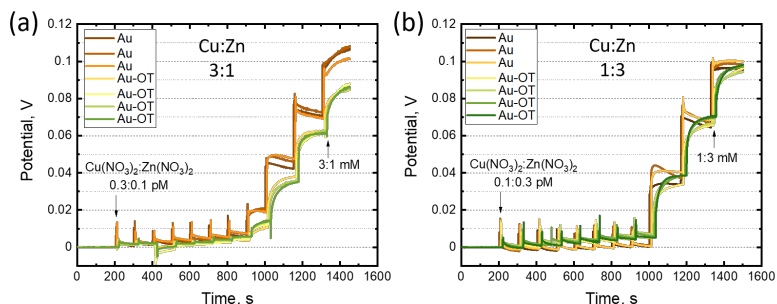 (a)
Potential, V
0.12
0.1
0.08
0.06
0.04
0.02
0
Au
Au
Au
Au-OT
Au-OT
Au-OT
Au-OT
Cu:Zn
3:1
Cu(NO₃)₂:Zn(NO₃)₂
0.3:0.1 pM
3:1 mM
0 200 400 600 800 1000 1200 1400 1600
Time, s
(b)
Potential, V
0.12
0.1
0.08
0.06
0.04
0.02
0
Au
Au
Au
Au-OT
Au-OT
Au-OT
Au-OT
Cu:Zn
1:3
Cu(NO₃)₂:Zn(NO₃)₂
0.1:0.3 pM
1:3 mM
0 200 400 600 800 1000 1200 1400 1600
Time, s